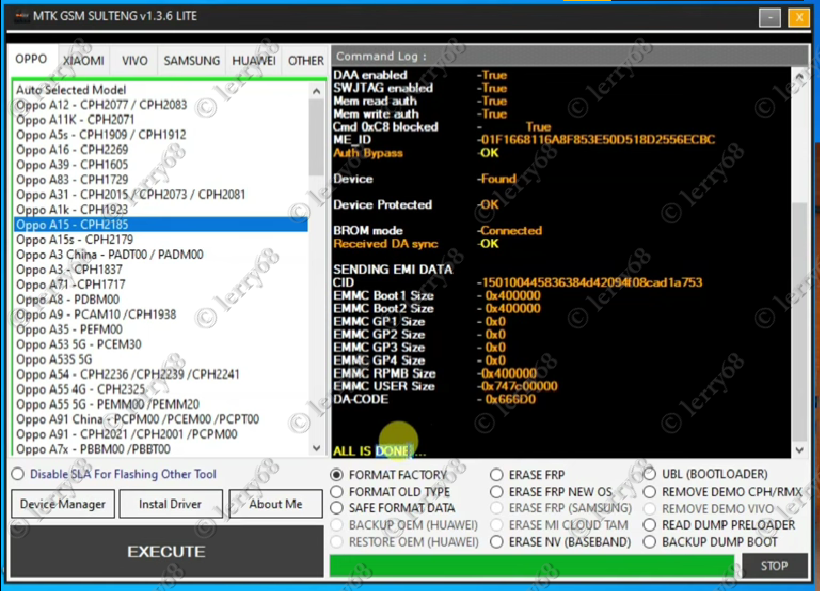 MTK GSM SULTENG v1.3.6 LITE
OPPO XIAOMI VIVO SAMSUNG HUAWEI OTHER
Auto Selected Model
Oppo A12 - CPH2077 / CPH2083
Oppo A11K - CPH2071
Oppo A5s - CPH1909 / CPH1912
Oppo A16 - CPH2269
Oppo A39 - CPH1605
Oppo A83 - CPH1729
Oppo A31 - CPH2015 / CPH2073 / CPH2081
Oppo A1k - CPH1923
Oppo A15 - CPH2185
Oppo A15s - CPH2179
Oppo A3 China - PADT00 / PADM00
Oppo A3 - CPH1837
Oppo A71 -CPH1717
Oppo A8 - PDBM00
Oppo A9 - PCAM10 /CPH1938
Oppo A35 - PEFM00
Oppo A53 5G - PCEM30
Oppo A53S 5G
Oppo A54 - CPH2236 /CPH2239 /CPH2241
Oppo A55 4G - CPH2325
Oppo A55 5G - PEMM00 /PEMM20
Oppo A91 China - PCPM00 /PCEM00 /PCPT00
Oppo A91 - CPH2021 /CPH2001 /PCPM00
Oppo A7x - PBBM00 /PBBT00
Command Log :
DAA enabled -True
SWJTAG enabled -True
Mem read auth -True
Mem write auth -True
Cmd 0xC8 blocked - True
ME_ID -01F1668116A8F853E50D518D2556ECBC
Auth Bypass -OK
Device -Found
Device Protected -OK
BROM mode -Connected
Received DA sync -OK
SENDING EMI DATA
CID -150100445836384d42094f08cad1a753
EMMC Boot1 Size - 0x400000
EMMC Boot2 Size - 0x400000
EMMC GP1 Size - 0x0
EMMC GP2 Size - 0x0
EMMC GP3 Size - 0x0
EMMC GP4 Size - 0x0
EMMC RPMB Size -0x400000
EMMC USER Size -0x747c00000
DA-CODE - 0x666D0
ALL IS DONE....
Disable SLA For Flashing Other Tool
Device Manager Instal Driver About Me
EXECUTE
FORMAT FACTORY ERASE FRP UBL (BOOTLOADER)
FORMAT OLD TYPE ERASE FRP NEW OS REMOVE DEMO CPH/RMX
SAFE FORMAT DATA ERASE FRP (SAMSUNG) REMOVE DEMO VIVO
BACKUP OEM (HUAWEI) ERASE MI CLOUD TAM READ DUMP PRELOADER
RESTORE OEM (HUAWEI) ERASE NV (BASEBAND) BACKUP DUMP BOOT
STOP
© lerry68